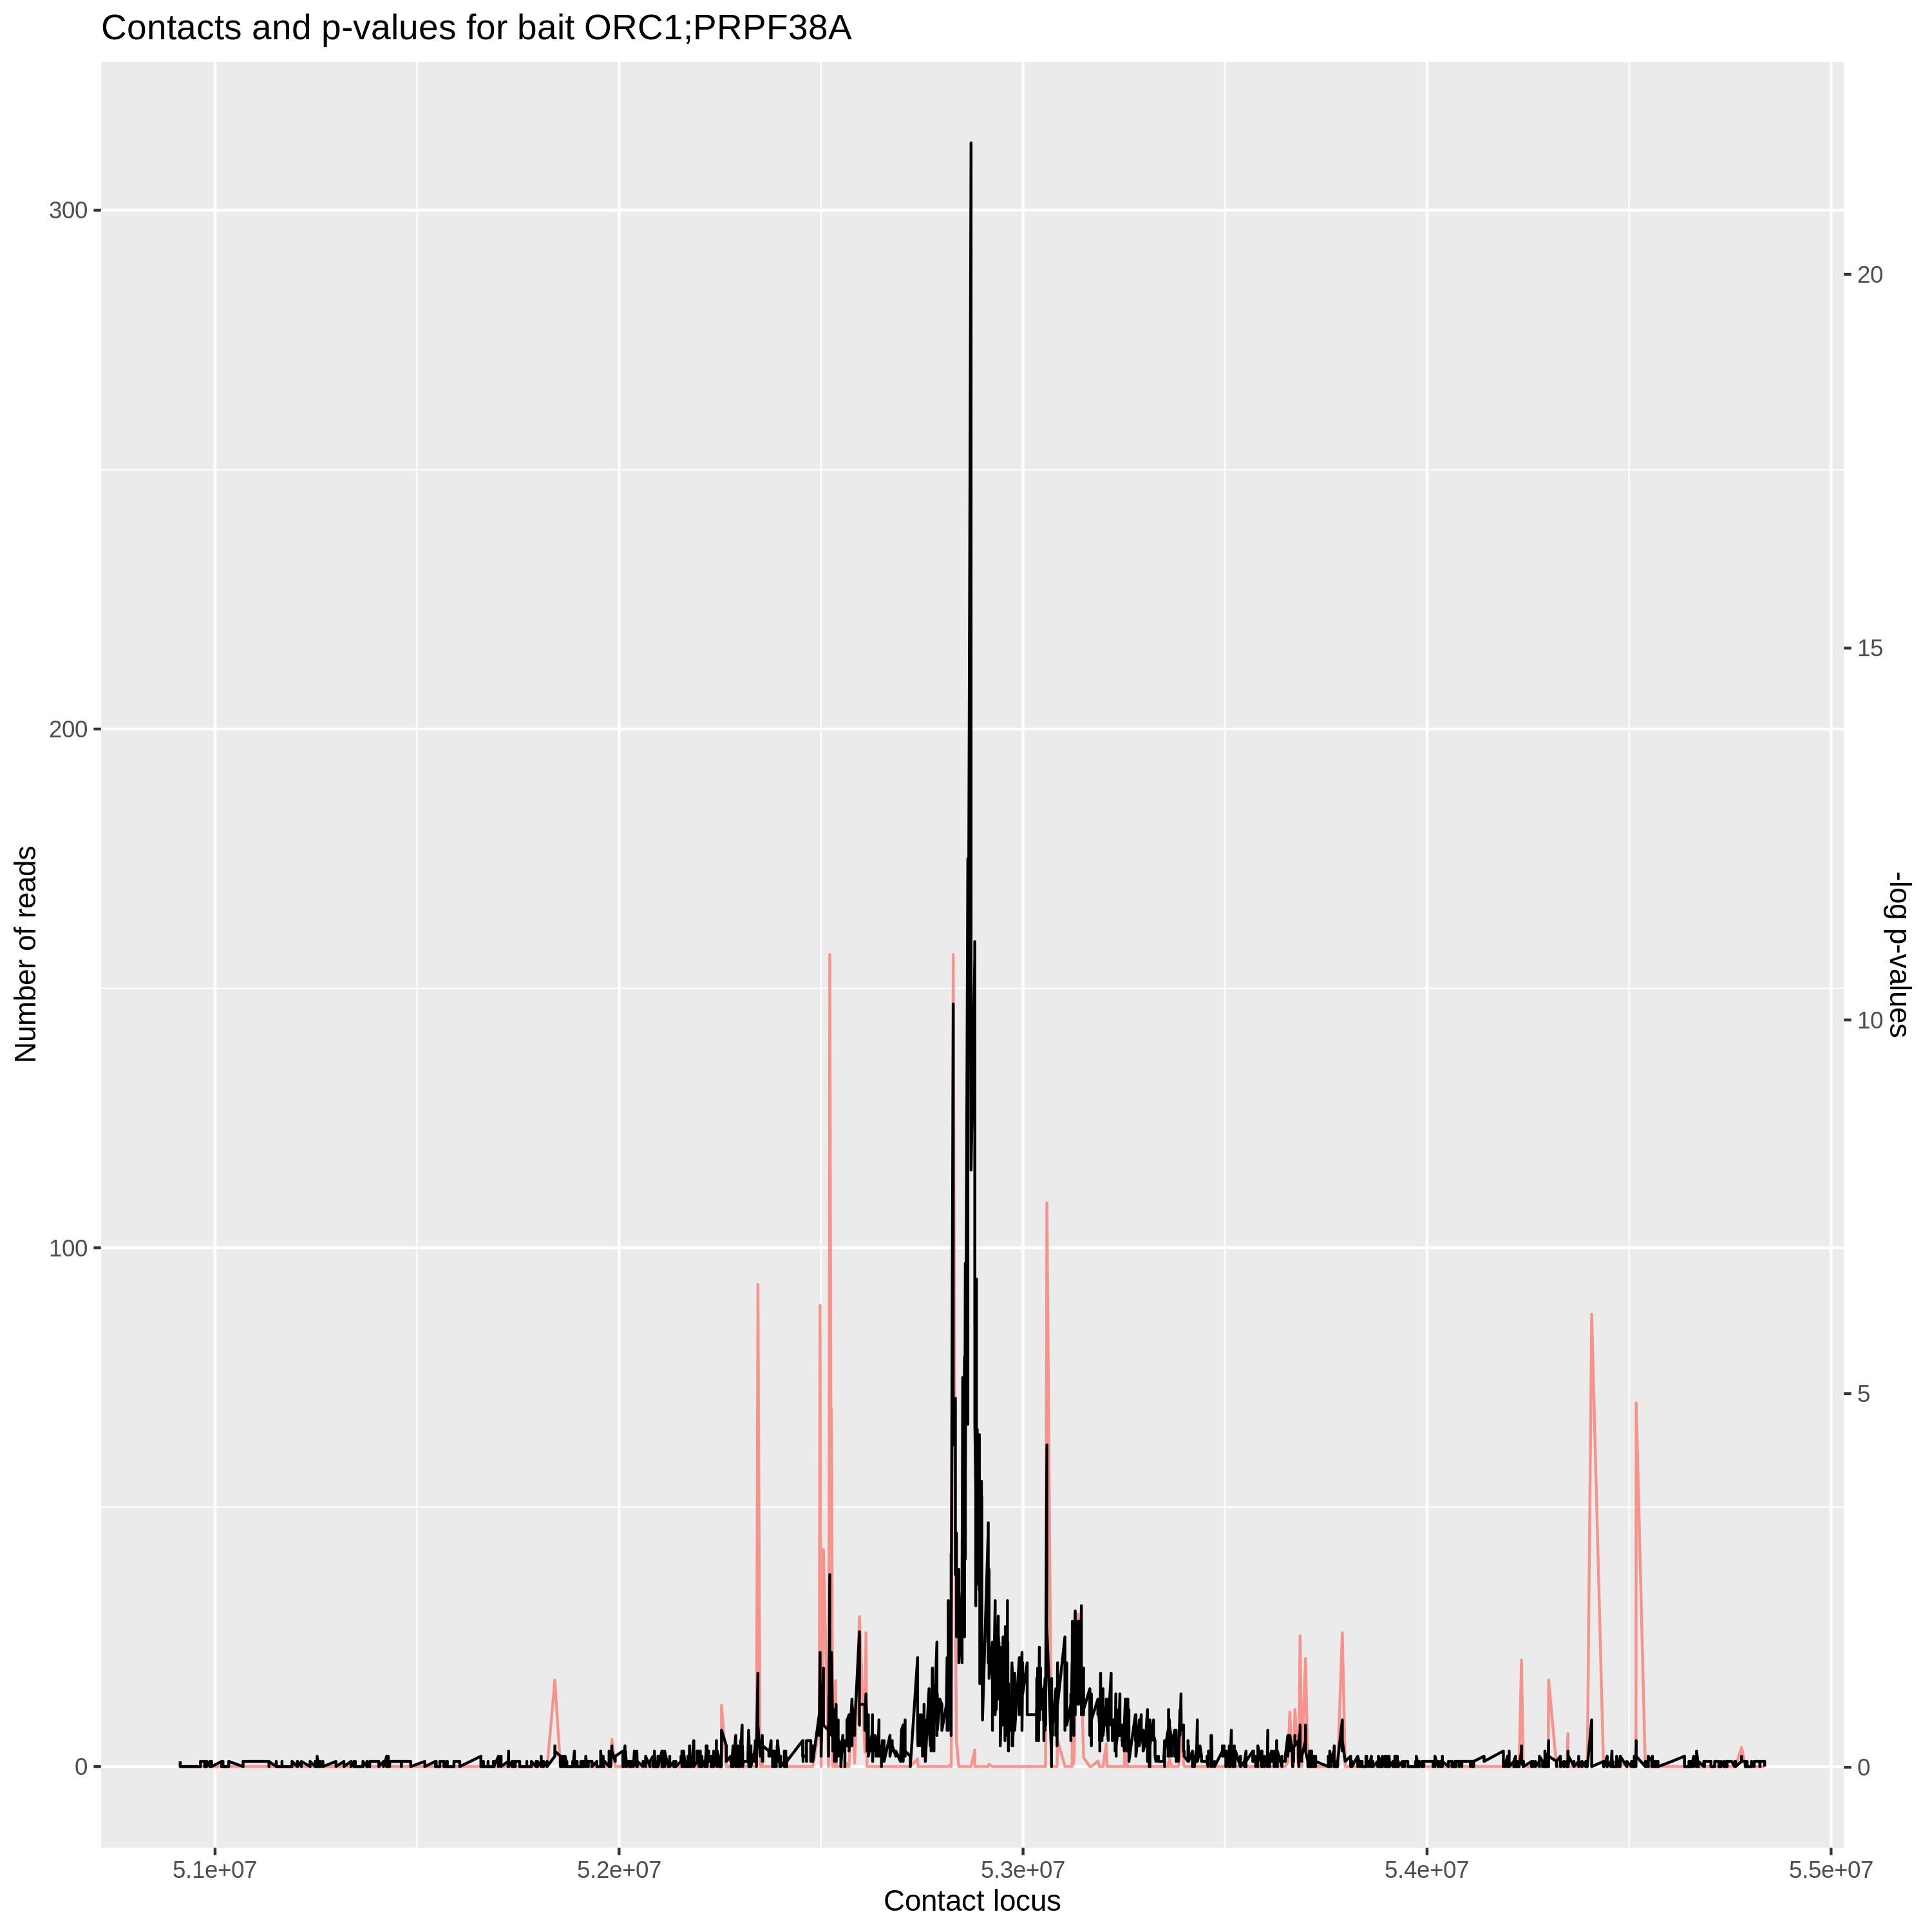 Contacts and p-values for bait ORC1;PRPF38A
300
200
100
0
Number of reads
20
15
10
5
0
-log p-values
5.1e+07
5.2e+07
5.3e+07
5.4e+07
5.5e+07
Contact locus